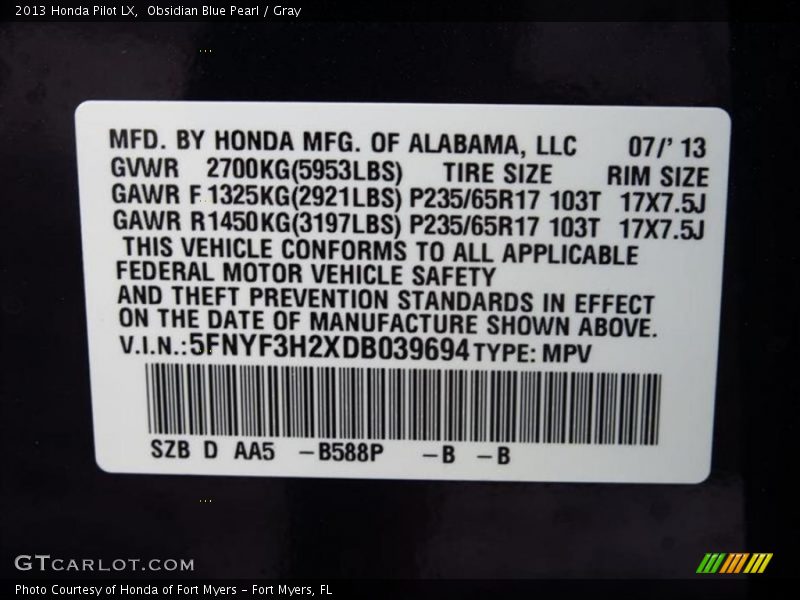 2013 Honda Pilot LX, Obsidian Blue Pearl / Gray
MFD. BY HONDA MFG. OF ALABAMA, LLC 07/' 13
GVWR 2700KG(5953LBS) TIRE SIZE RIM SIZE
GAWR F 1325KG(2921LBS) P235/65R17 103T 17X7.5J
GAWR R1450KG(3197LBS) P235/65R17 103T 17X7.5J
THIS VEHICLE CONFORMS TO ALL APPLICABLE
FEDERAL MOTOR VEHICLE SAFETY
AND THEFT PREVENTION STANDARDS IN EFFECT
ON THE DATE OF MANUFACTURE SHOWN ABOVE.
V.I.N.: 5FNYF3H2XDB039694 TYPE: MPV
SZB D AA5 –B588P –B –B
GTCARLOT.COM
Photo Courtesy of Honda of Fort Myers – Fort Myers, FL